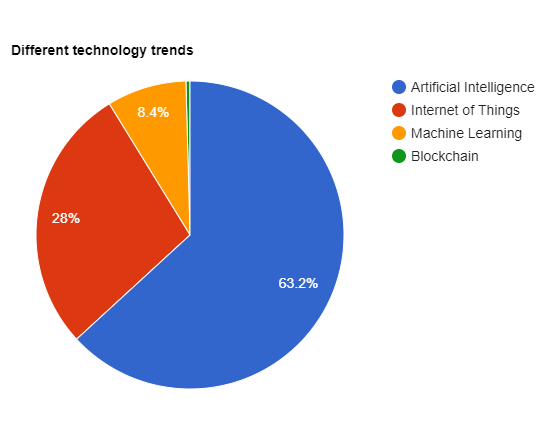 Different technology trends
Artificial Intelligence
Internet of Things
Machine Learning
Blockchain
8.4%
28%
63.2%